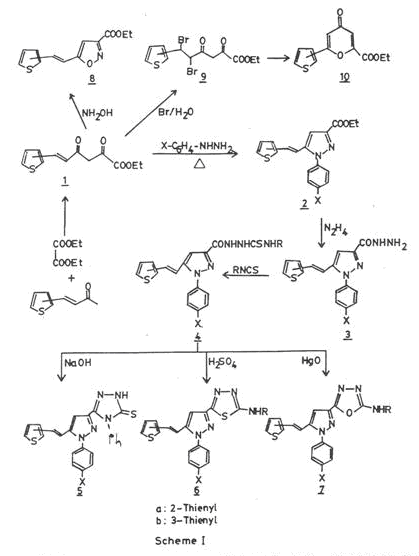 COOEt
S
O
N
8
Br
O
O
S
Br
COOEt
9
O
S
O
COOEt
10
NH2OH
Br/H2O
O
O
S
COOEt
1
X-C6H4-NHNH2
△
COOEt
S
N
N
X
2
COOEt
COOEt
+
S
O
N2H4
CONHNHCSNHR
S
N
N
X
4
RNCS
CONHNH2
S
N
N
X
3
NaOH
H2SO4
HgO
N
NH
N
S
Ph
S
N
N
X
5
N
N
S
NHR
S
N
N
X
6
N
N
O
NHR
S
N
N
X
7
a: 2-Thienyl
b: 3-Thienyl
Scheme I